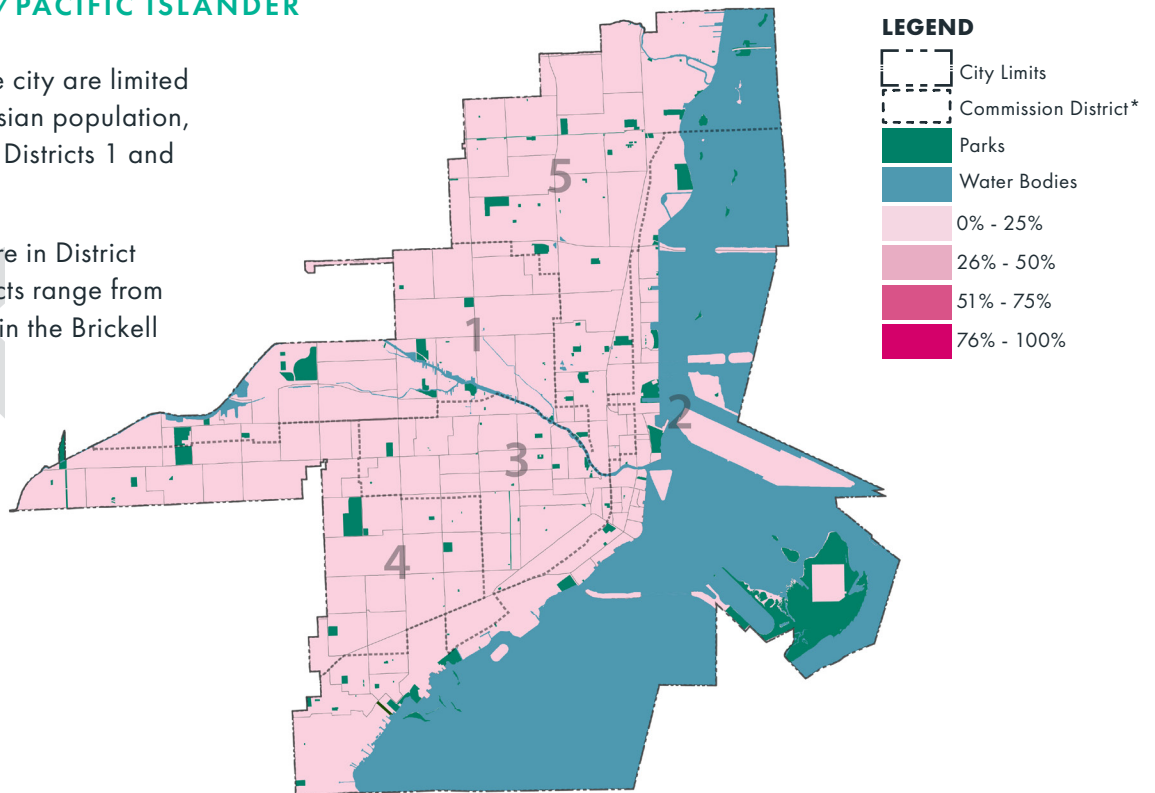 /PACIFIC ISLANDER
e city are limited
sian population,
Districts 1 and
re in District
cts range from
in the Brickell
LEGEND
City Limits
Commission District*
Parks
Water Bodies
0% - 25%
26% - 50%
51% - 75%
76% - 100%
5
1
2
3
4